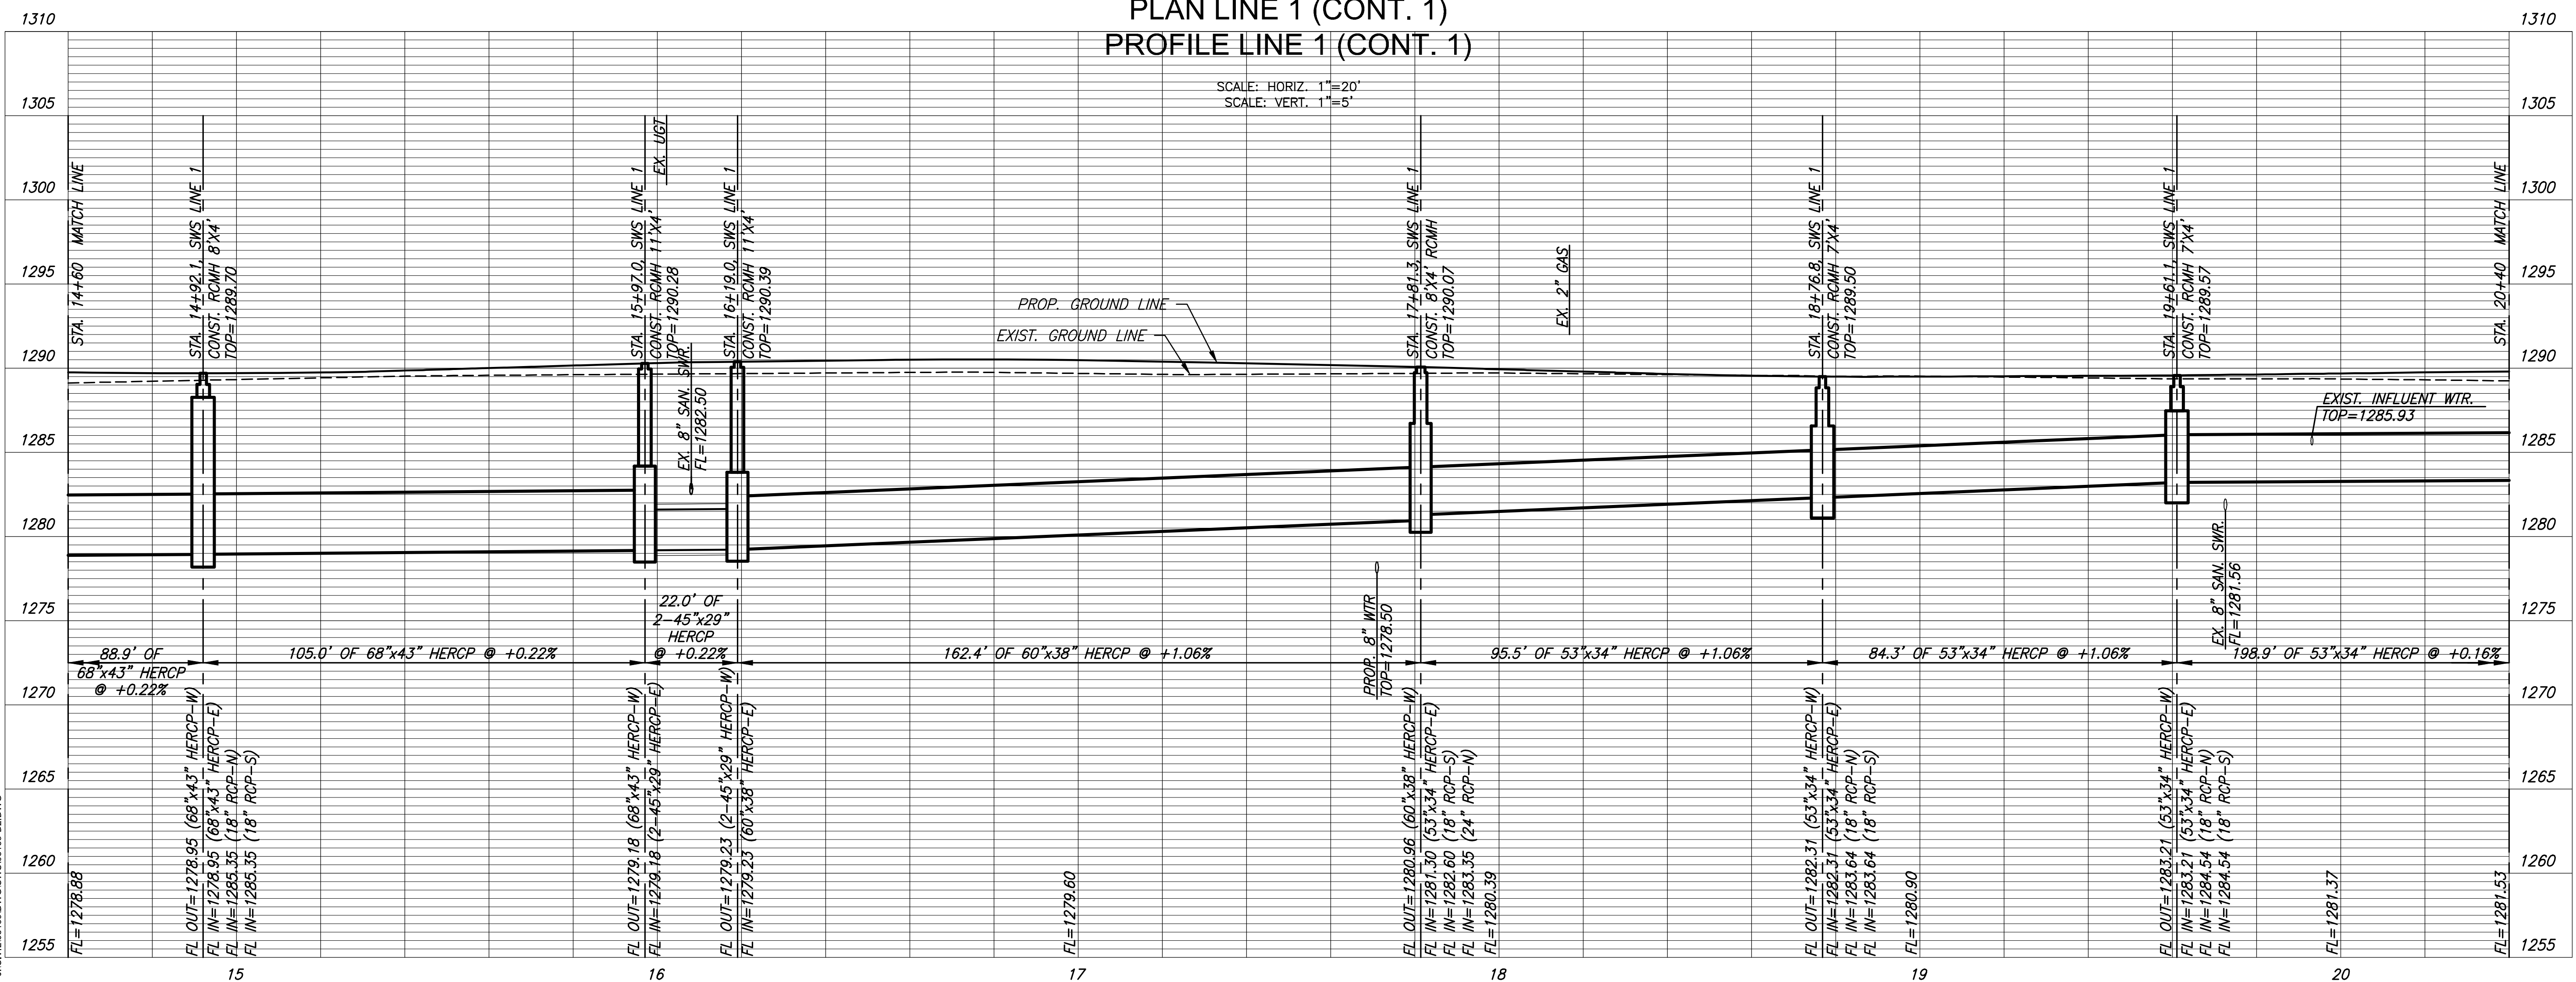 PLAN LINE 1 (CONT. 1)
PROFILE LINE 1 (CONT. 1)
SCALE: HORIZ. 1"=20'
SCALE: VERT. 1"=5'
1310
1305
1300
1295
1290
1285
1280
1275
1270
1265
1260
1255
1310
1305
1300
1295
1290
1285
1280
1275
1270
1265
1260
1255
STA. 14+60 MATCH LINE
STA. 14+92.1, SWS LINE 1
CONST. RCMH 8'X4'
TOP=1289.70
STA. 15+97.0, SWS LINE 1
CONST. RCMH 11'X4'
TOP=1290.28
EX. UGT
EX. 8" SAN. SWR.
FL=1282.50
STA. 16+19.0, SWS LINE 1
CONST. RCMH 11'X4'
TOP=1290.39
PROP. GROUND LINE
EXIST. GROUND LINE
STA. 17+81.3, SWS LINE 1
CONST. 8'X4' RCMH
TOP=1290.07
EX. 2" GAS
STA. 18+76.8, SWS LINE 1
CONST. RCMH 7'X4'
TOP=1289.50
STA. 19+61.1, SWS LINE 1
CONST. RCMH 7'X4'
TOP=1289.57
EXIST. INFLUENT WTR.
TOP=1285.93
STA. 20+40 MATCH LINE
PROP. 8" WTR
TOP=1278.50
EX. 8" SAN. SWR.
FL=1281.56
88.9' OF
68"x43" HERCP
@ +0.22%
105.0' OF 68"x43" HERCP @ +0.22%
22.0' OF
2-45"x29"
HERCP
@ +0.22%
162.4' OF 60"x38" HERCP @ +1.06%
95.5' OF 53"x34" HERCP @ +1.06%
84.3' OF 53"x34" HERCP @ +1.06%
198.9' OF 53"x34" HERCP @ +0.16%
FL=1278.88
FL OUT=1278.95 (68"x43" HERCP-W)
FL IN=1278.95 (68"x43" HERCP-E)
FL IN=1285.35 (18" RCP-N)
FL IN=1285.35 (18" RCP-S)
FL OUT=1279.18 (68"x43" HERCP-W)
FL IN=1279.18 (2-45"x29" HERCP-E)
FL OUT=1279.23 (2-45"x29" HERCP-W)
FL IN=1279.23 (60"x38" HERCP-E)
FL=1279.60
FL OUT=1280.96 (60"x38" HERCP-W)
FL IN=1281.30 (53"x34" HERCP-E)
FL IN=1282.60 (18" RCP-S)
FL IN=1283.35 (24" RCP-N)
FL=1280.39
FL OUT=1282.31 (53"x34" HERCP-W)
FL IN=1282.31 (53"x34" HERCP-E)
FL IN=1283.64 (18" RCP-N)
FL IN=1283.64 (18" RCP-S)
FL=1280.90
FL OUT=1283.21 (53"x34" HERCP-W)
FL IN=1283.21 (53"x34" HERCP-E)
FL IN=1284.54 (18" RCP-N)
FL IN=1284.54 (18" RCP-S)
FL=1281.37
FL=1281.53
15
16
17
18
19
20